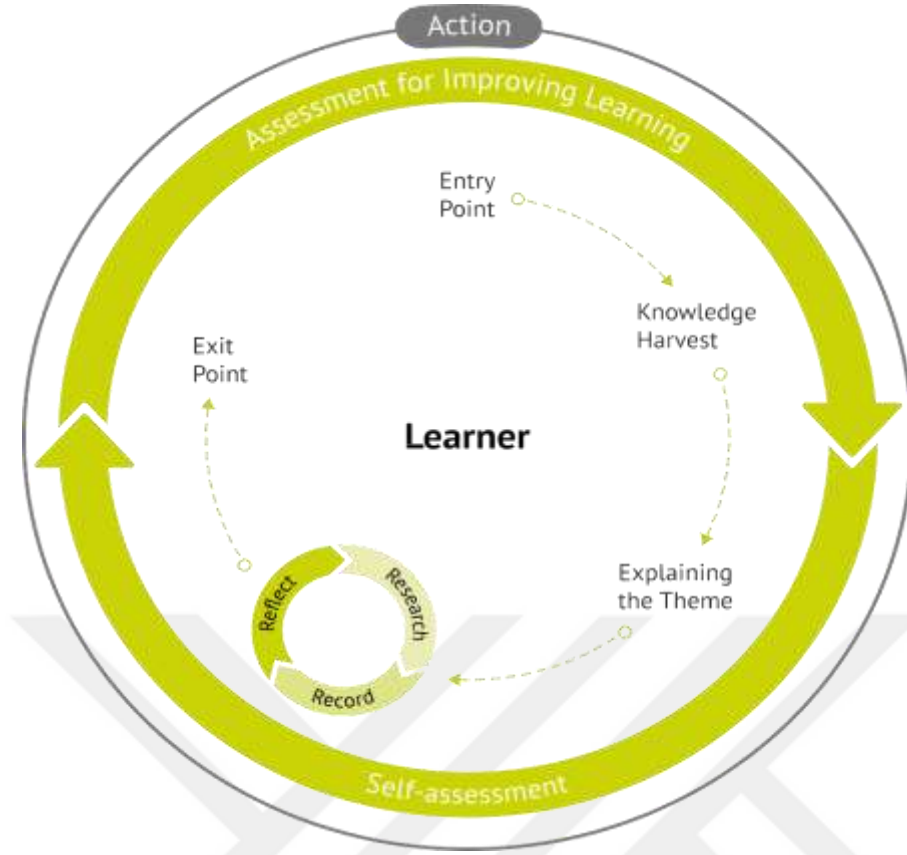 Action
Assessment for Improving Learning
Entry
Point
Knowledge
Harvest
Exit
Point
Learner
Explaining
the Theme
Reflect
Research
Record
Self-assessment